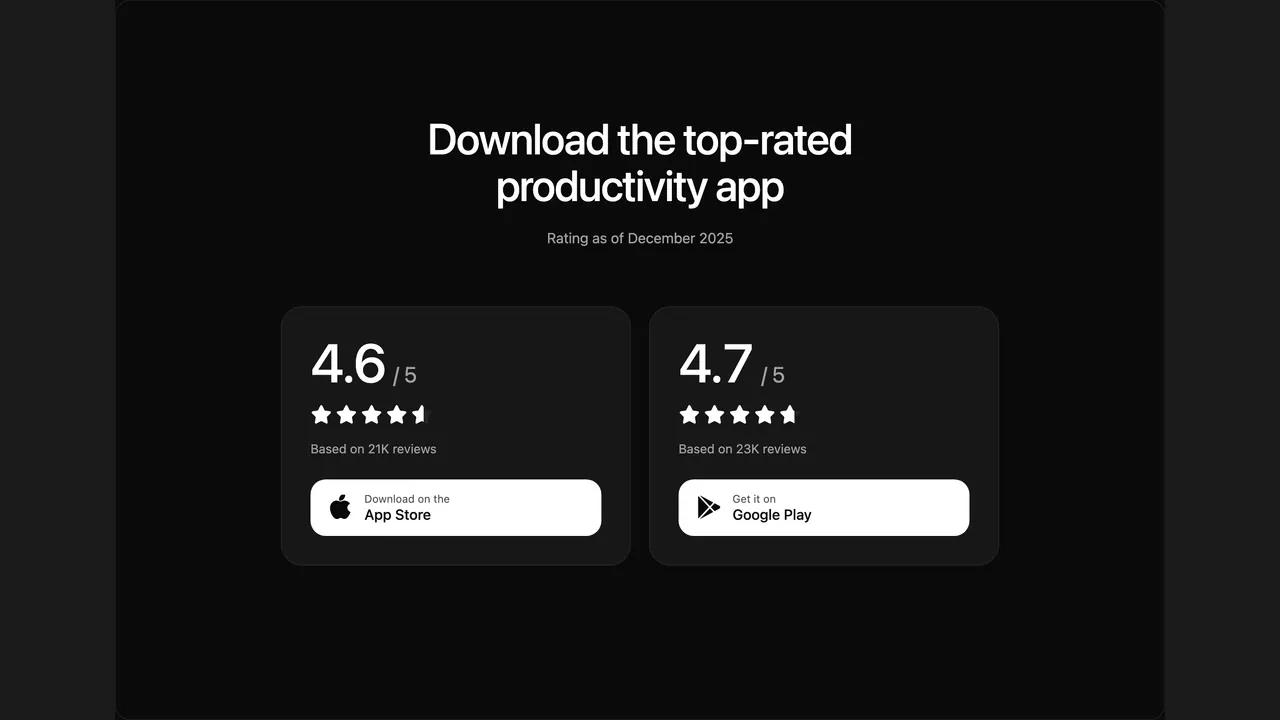 Download the top-rated
productivity app
Rating as of December 2025
4.6 / 5
Based on 21K reviews
Download on the
App Store
4.7 / 5
Based on 23K reviews
Get it on
Google Play